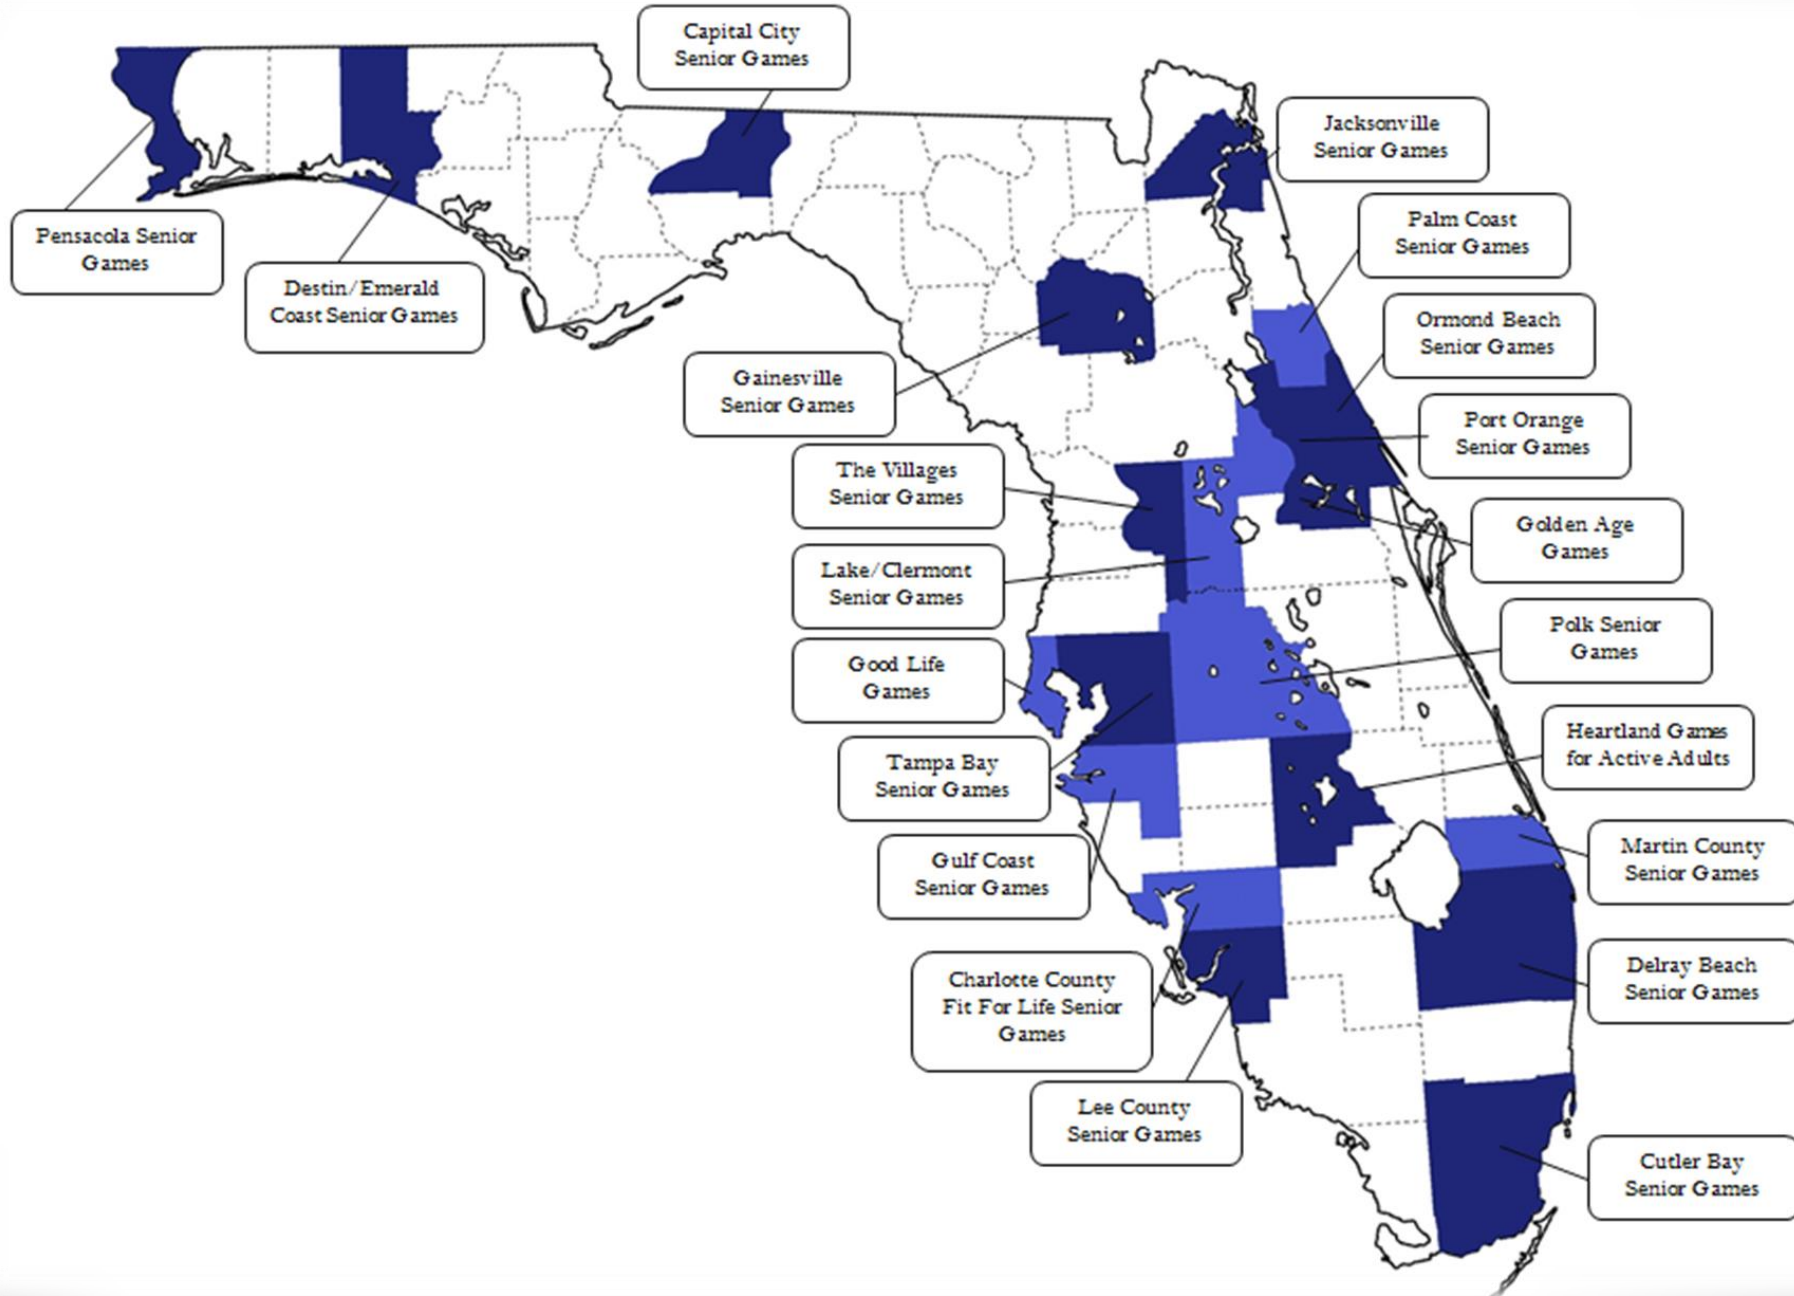 Capital City
Senior Games
Jacksonville
Senior Games
Palm Coast
Senior Games
Pensacola Senior
Games
Destin/Emerald
Coast Senior Games
Ormond Beach
Senior Games
Gainesville
Senior Games
Port Orange
Senior Games
The Villages
Senior Games
Golden Age
Games
Lake/Clermont
Senior Games
Polk Senior
Games
Good Life
Games
Heartland Games
for Active Adults
Tampa Bay
Senior Games
Martin County
Senior Games
Gulf Coast
Senior Games
Delray Beach
Senior Games
Charlotte County
Fit For Life Senior
Games
Lee County
Senior Games
Cutler Bay
Senior Games